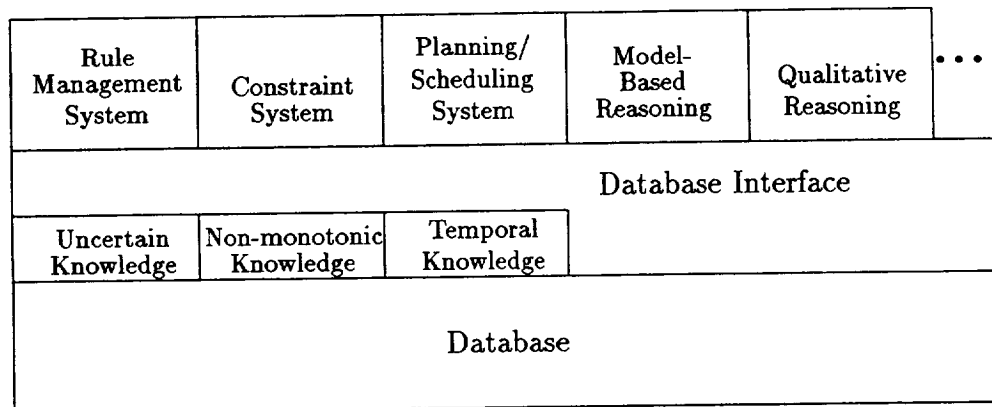 Rule
Management
System
Constraint
System
Planning/
Scheduling
System
Model-
Based
Reasoning
Qualitative
Reasoning
•••
Database Interface
Uncertain
Knowledge
Non-monotonic
Knowledge
Temporal
Knowledge
Database